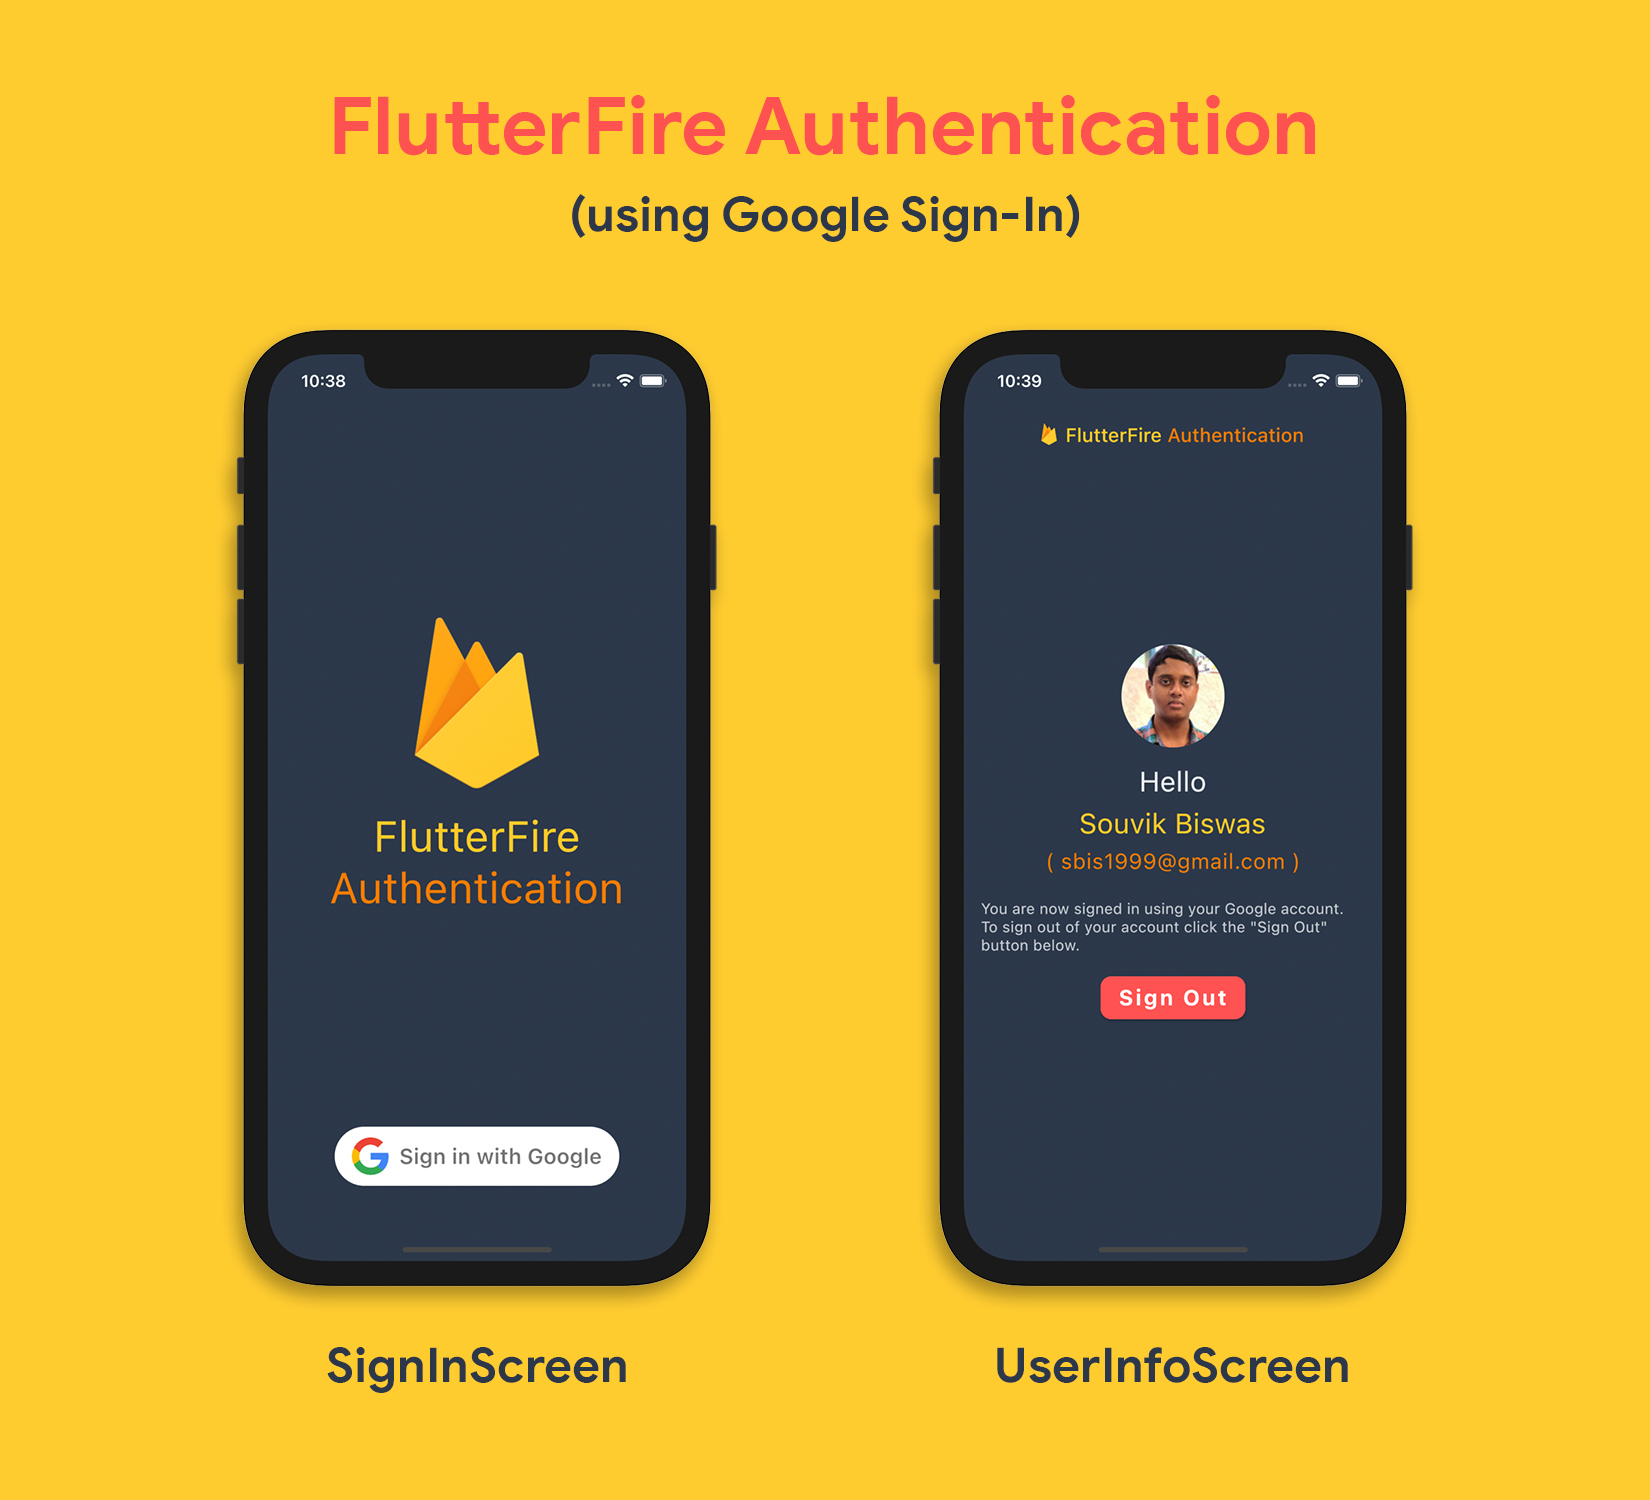 FlutterFire Authentication
(using Google Sign-In)
10:38
FlutterFire
Authentication
Sign in with Google
SignInScreen
10:39
FlutterFire Authentication
Hello
Souvik Biswas
( sbis1999@gmail.com )
You are now signed in using your Google account.
To sign out of your account click the "Sign Out"
button below.
Sign Out
UserInfoScreen